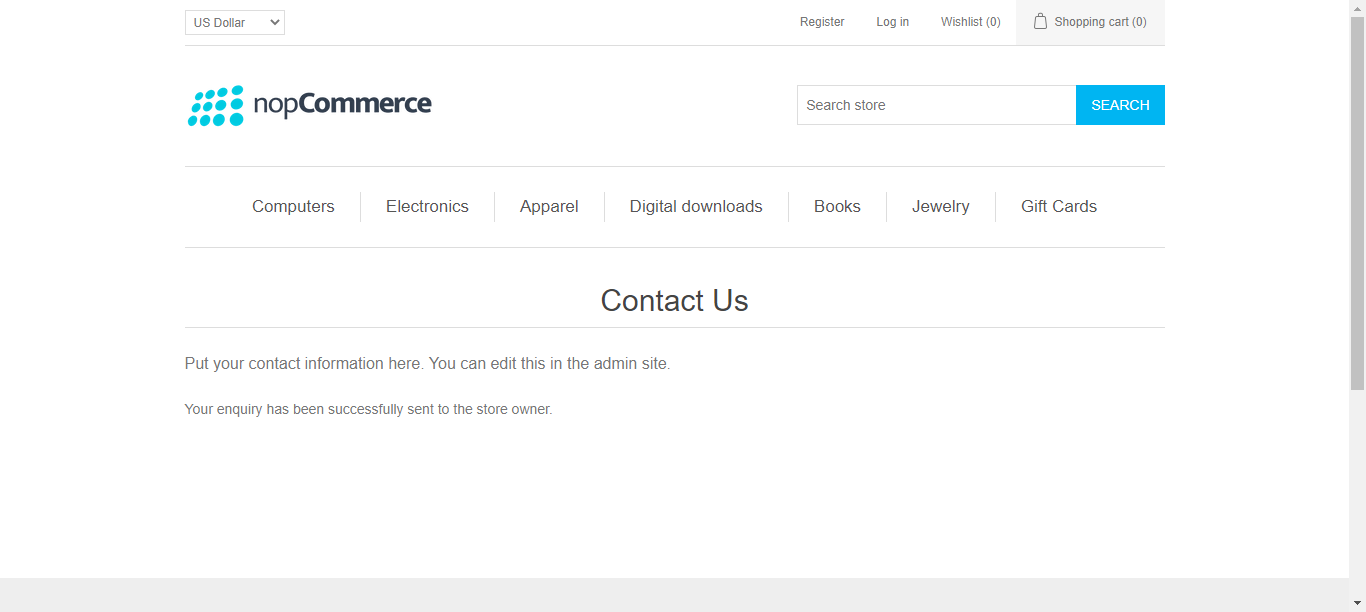 US Dollar
Register
Log in
Wishlist (0)
Shopping cart (0)
nopCommerce
Search store
SEARCH
Computers
Electronics
Apparel
Digital downloads
Books
Jewelry
Gift Cards
Contact Us
Put your contact information here. You can edit this in the admin site.
Your enquiry has been successfully sent to the store owner.